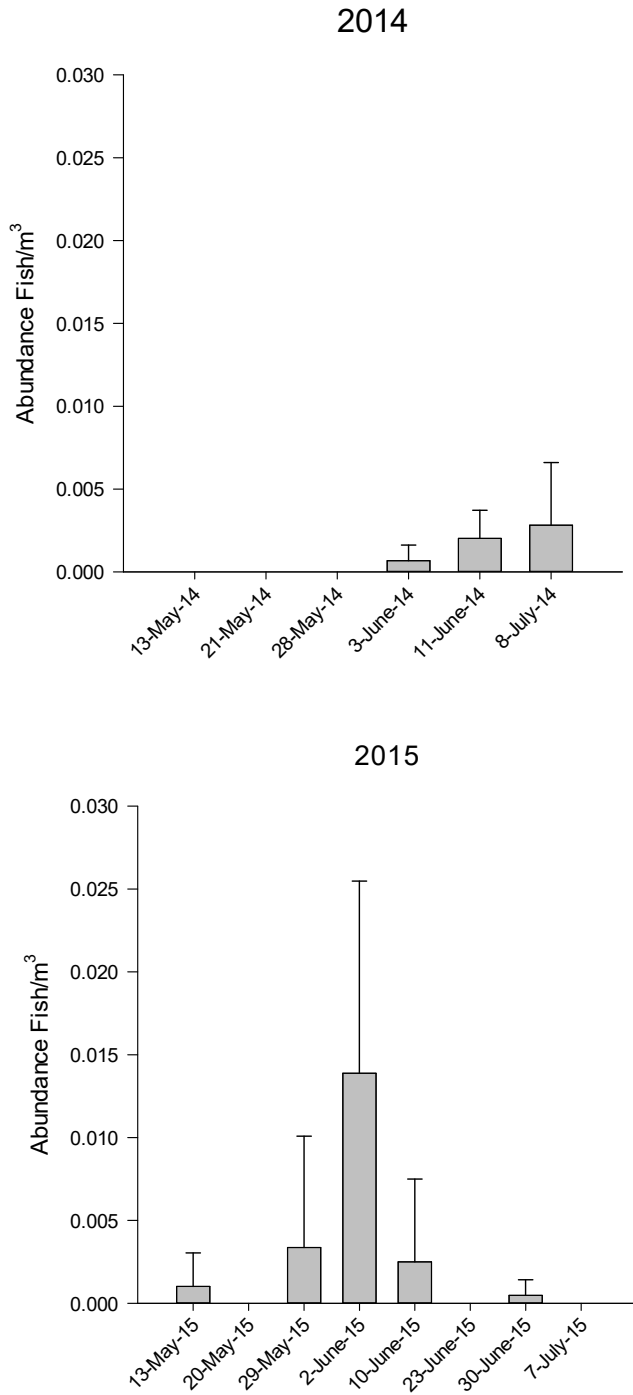 2014
0.030
0.025
0.020
0.015
0.010
0.005
0.000
Abundance Fish/m³
13-May-14
21-May-14
28-May-14
3-June-14
11-June-14
8-July-14
2015
0.030
0.025
0.020
0.015
0.010
0.005
0.000
Abundance Fish/m³
13-May-15
20-May-15
29-May-15
2-June-15
10-June-15
23-June-15
30-June-15
7-July-15